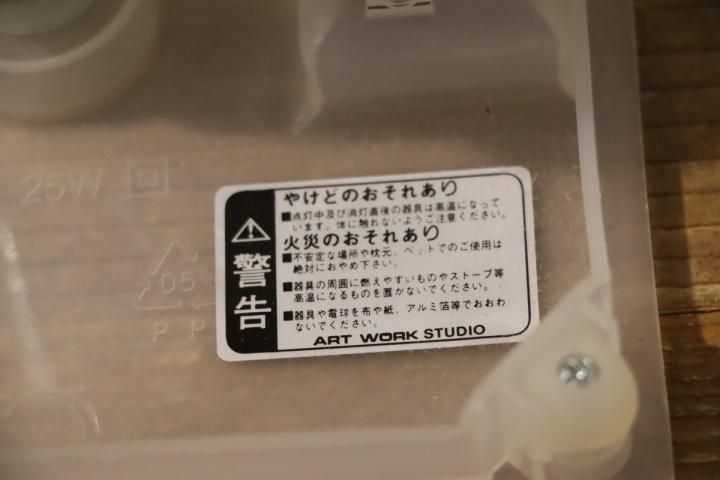 25W
05
PP
警告
やけどのおそれあり
■点灯中及び消灯直後の器具は高温になって
います。体に触れないようご注意ください。
火災のおそれあり
■不安定な場所や枕元、ベットでのご使用は
絶対におやめ下さい。
■器具の周囲に燃えやすいものやストーブ等
高温になるものを置かないでください。
■器具や電球を布や紙、アルミ箔等でおおわ
ないでください。
ART WORK STUDIO